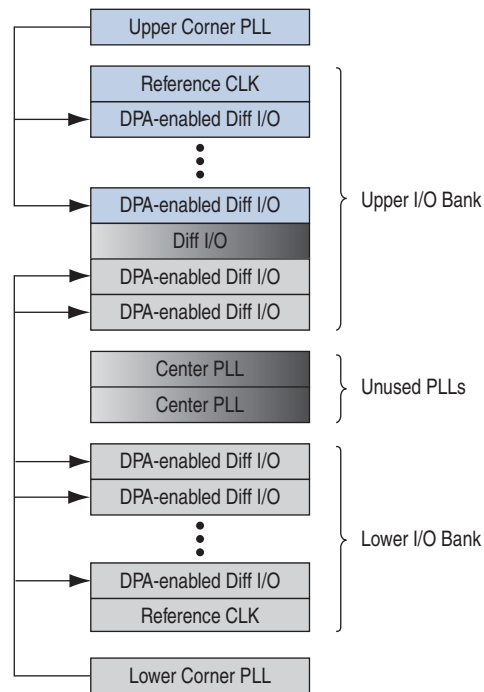 Upper Corner PLL
Reference CLK
DPA-enabled Diff I/O
DPA-enabled Diff I/O
Diff I/O
DPA-enabled Diff I/O
DPA-enabled Diff I/O
Upper I/O Bank
Center PLL
Center PLL
Unused PLLs
DPA-enabled Diff I/O
DPA-enabled Diff I/O
DPA-enabled Diff I/O
Reference CLK
Lower I/O Bank
Lower Corner PLL